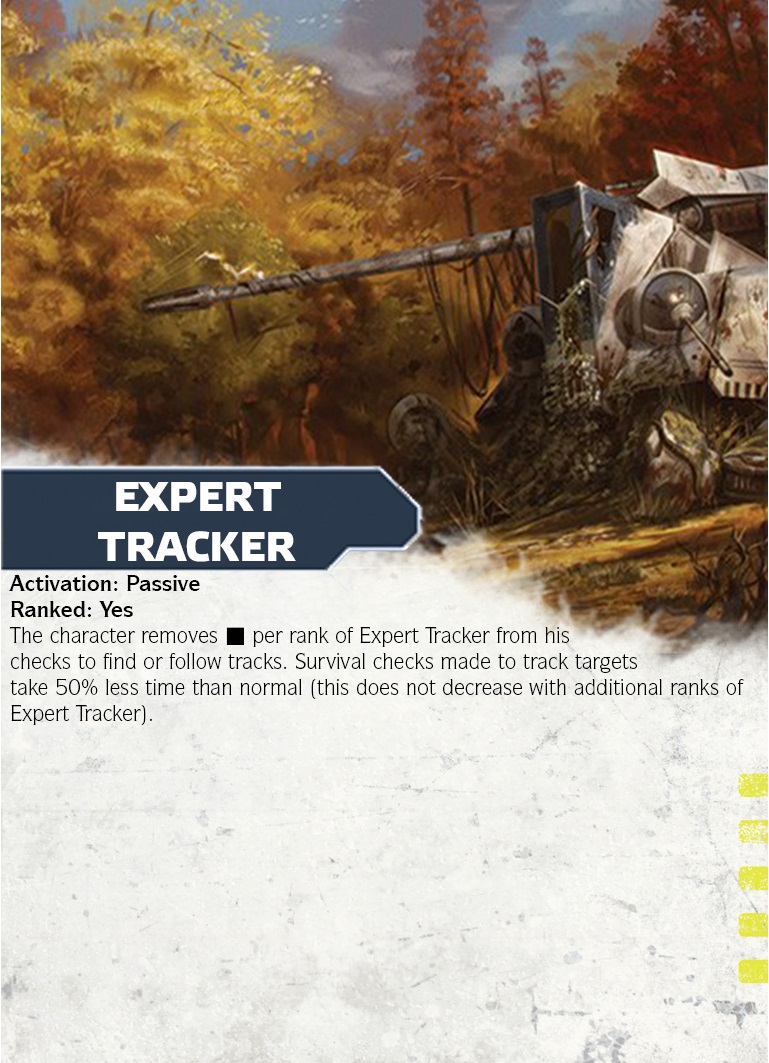 EXPERT
TRACKER
Activation: Passive
Ranked: Yes
The character removes ■ per rank of Expert Tracker from his
checks to find or follow tracks. Survival checks made to track targets
take 50% less time than normal (this does not decrease with additional ranks of
Expert Tracker).